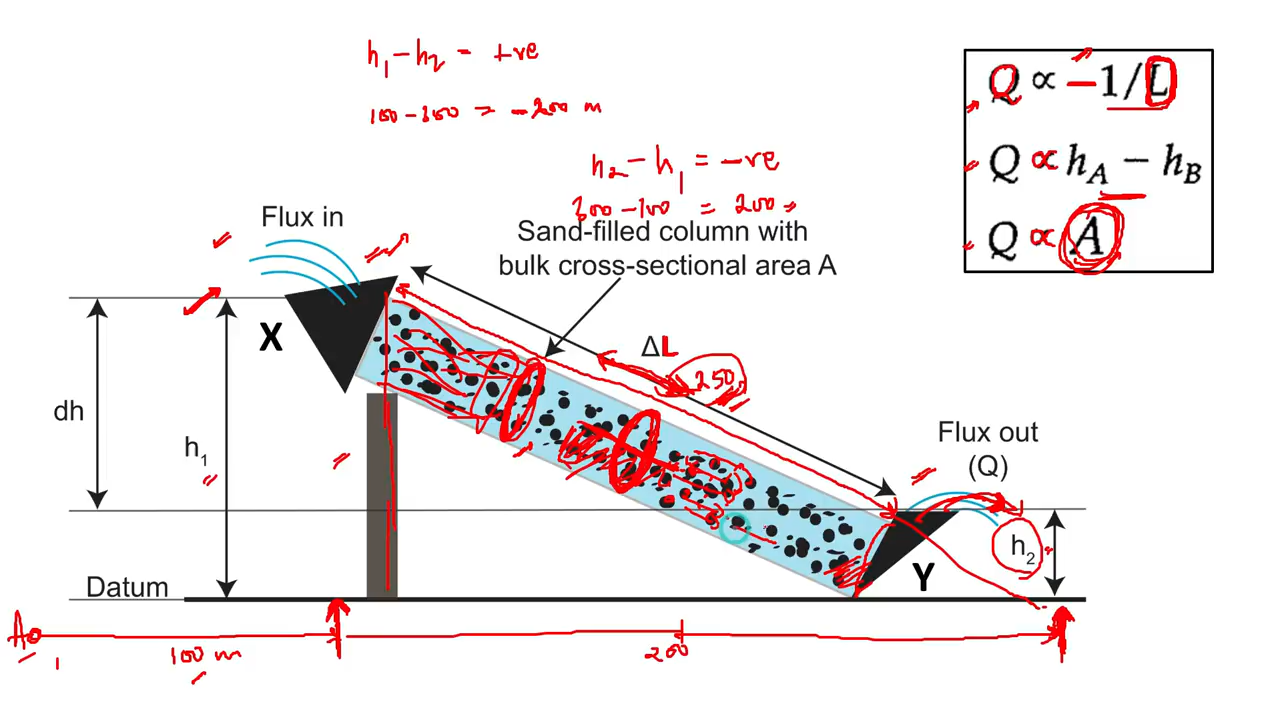 h₁ – h₂ = +ve
100 – 300 = – 200 m
h₂ – h₁ = –ve
300 – 100 = 200
Q ∝ – 1/L
Q ∝ hA – hB
Q ∝ A
Flux in
Sand-filled column with
bulk cross-sectional area A
X
ΔL
250
dh
h₁
Flux out
(Q)
h₂
Y
Datum
A
100 m
200